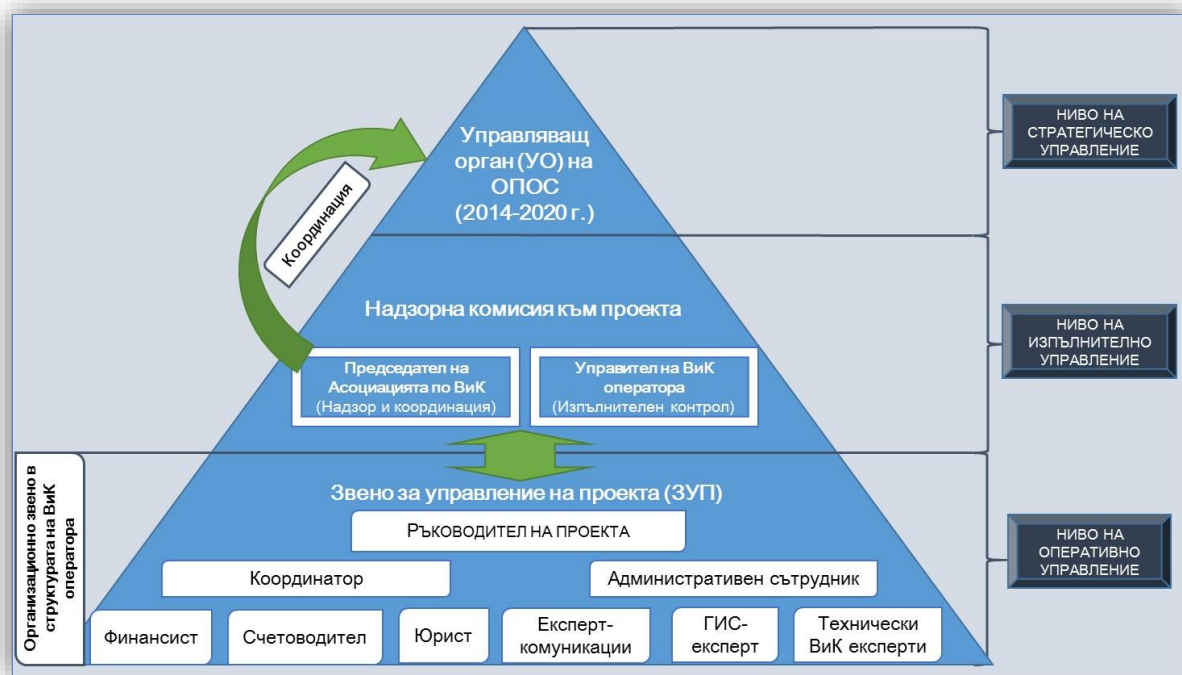 Управляващ
орган (УО) на
ОПОС
(2014-2020 г.)
НИВО НА
СТРАТЕГИЧЕСКО
УПРАВЛЕНИЕ
Координация
Надзорна комисия към проекта
Председател на
Асоциацията по ВиК
(Надзор и координация)
Управител на ВиК
оператора
(Изпълнителен контрол)
НИВО НА
ИЗПЪЛНИТЕЛНО
УПРАВЛЕНИЕ
Организационно звено в
структурата на ВиК
оператора
Звено за управление на проекта (ЗУП)
РЪКОВОДИТЕЛ НА ПРОЕКТА
Координатор
Административен сътрудник
НИВО НА
ОПЕРАТИВНО
УПРАВЛЕНИЕ
Финансист
Счетоводител
Юрист
Експерт-
комуникации
ГИС-
експерт
Технически
ВиК експерти